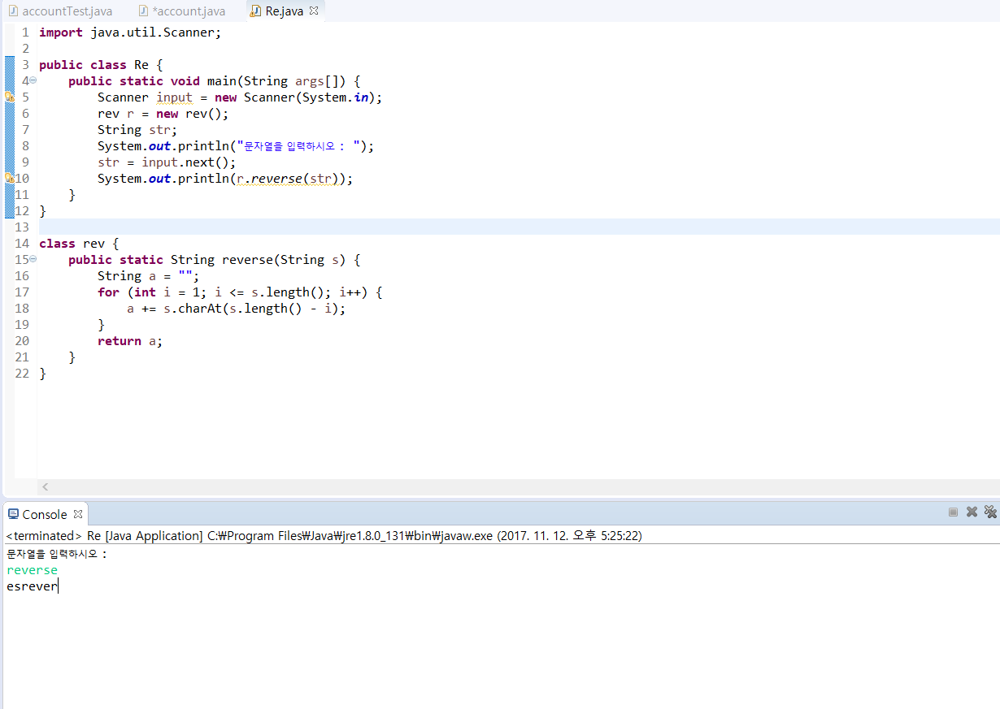 accountTest.java *account.java Re.java
1 import java.util.Scanner;
2
3 public class Re {
4 public static void main(String args[]) {
5 Scanner input = new Scanner(System.in);
6 rev r = new rev();
7 String str;
8 System.out.println("문자열을 입력하시오 : ");
9 str = input.next();
10 System.out.println(r.reverse(str));
11 }
12 }
13
14 class rev {
15 public static String reverse(String s) {
16 String a = "";
17 for (int i = 1; i <= s.length(); i++) {
18 a += s.charAt(s.length() - i);
19 }
20 return a;
21 }
22 }
Console
<terminated> Re [Java Application] C:₩Program Files₩Java₩jre1.8.0_131₩bin₩javaw.exe (2017. 11. 12. 오후 5:25:22)
문자열을 입력하시오 :
reverse
esrever